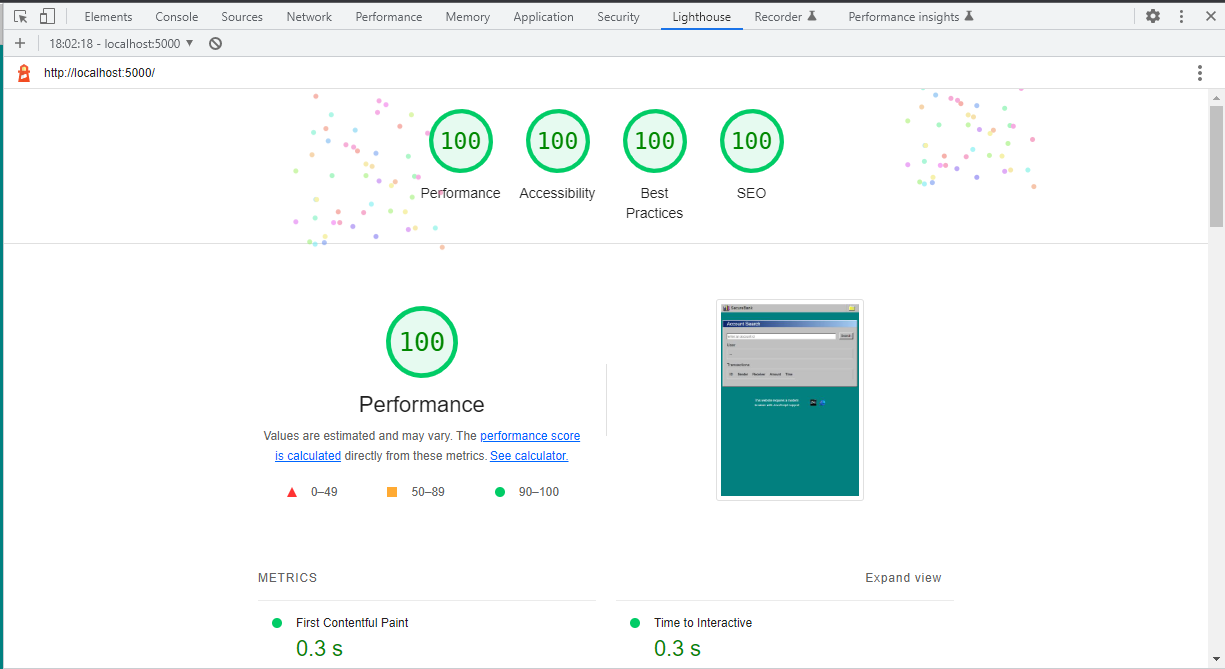 Elements Console Sources Network Performance Memory Application Security Lighthouse Recorder Performance insights
18:02:18 - localhost:5000
http://localhost:5000/
100 100 100 100
Performance Accessibility Best Practices SEO
100
Performance
Values are estimated and may vary. The performance score
is calculated directly from these metrics. See calculator.
0–49 50–89 90–100
Account Search
Transactions
METRICS Expand view
First Contentful Paint Time to Interactive
0.3 s 0.3 s